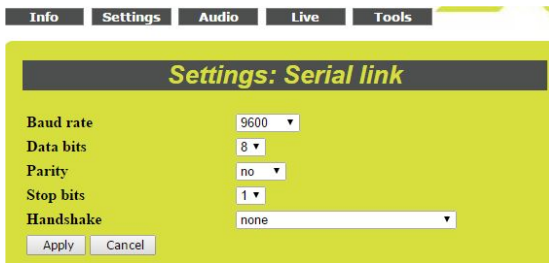 Info Settings Audio Live Tools
Settings: Serial link
Baud rate 9600
Data bits 8
Parity no
Stop bits 1
Handshake none
Apply Cancel